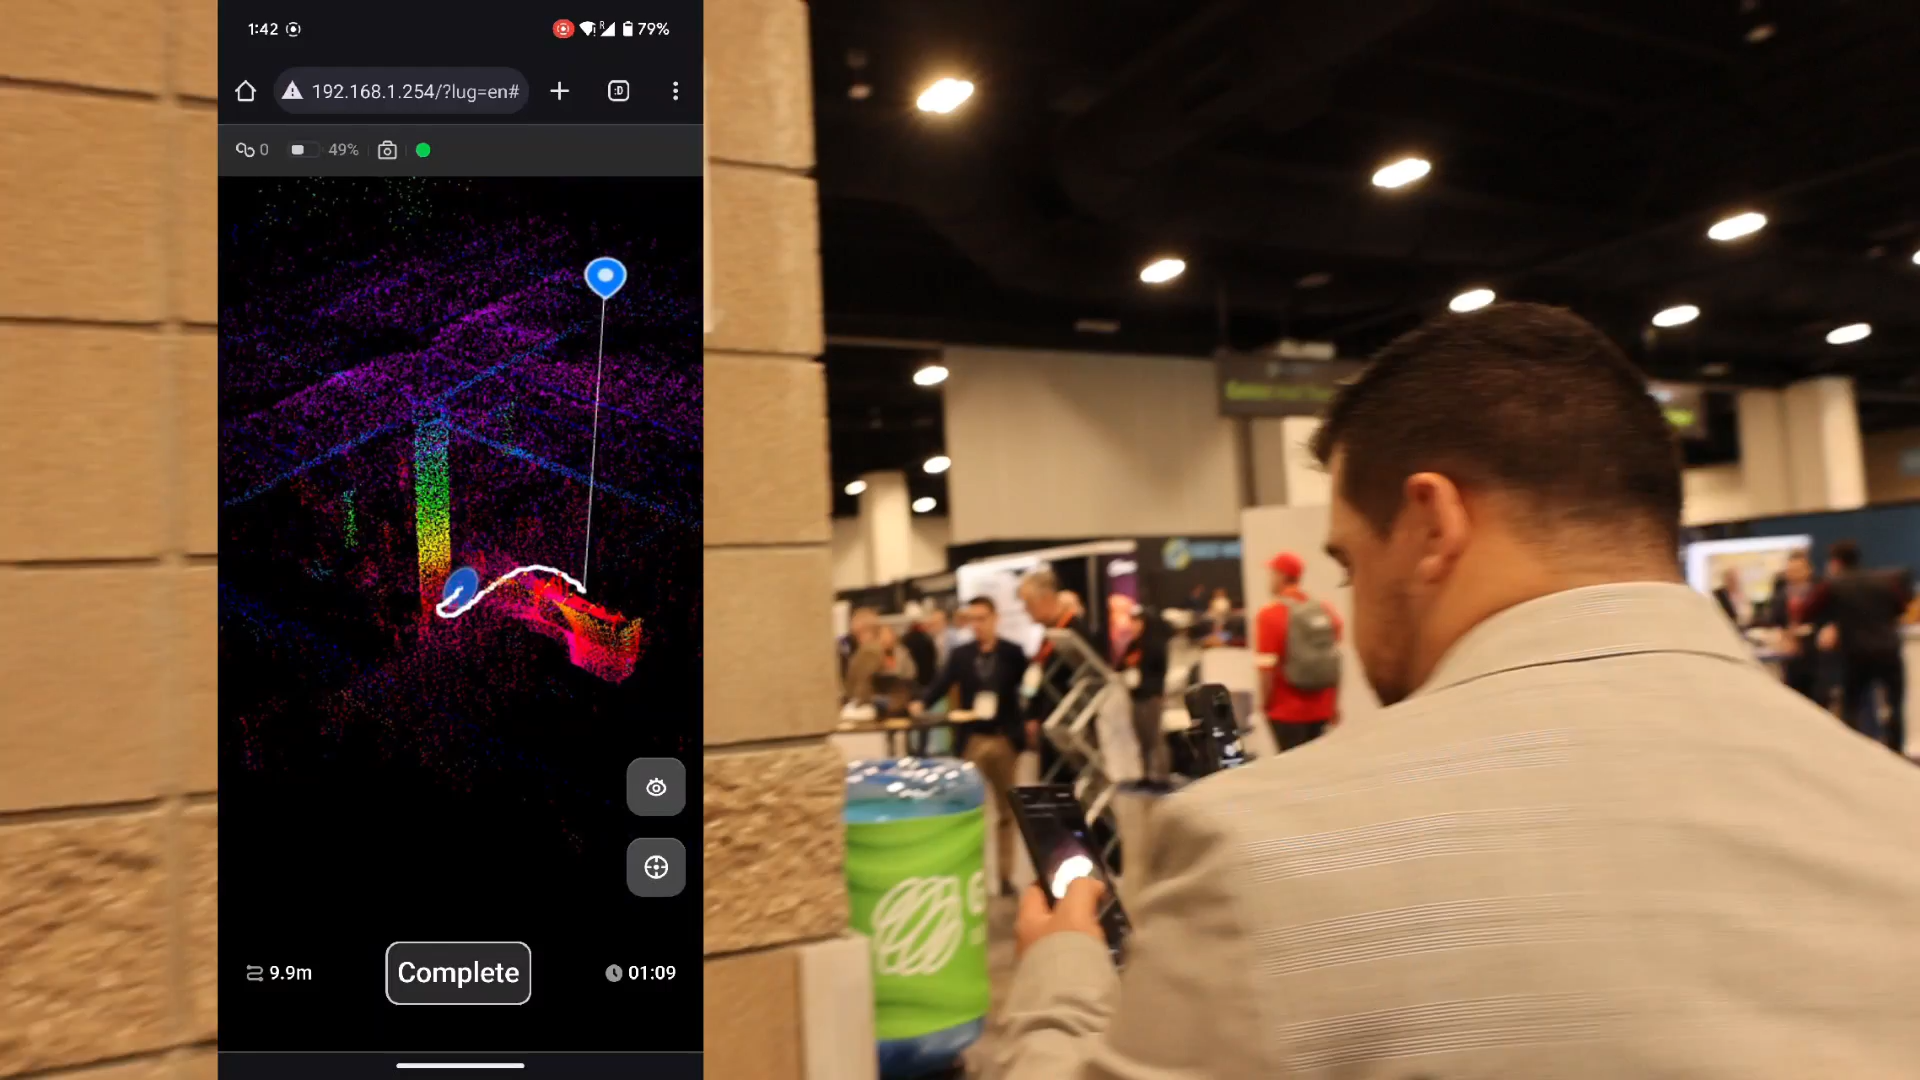 1:42
R
79%
192.168.1.254/?lug=en#
:D
0
49%
9.9m
Complete
01:09
G